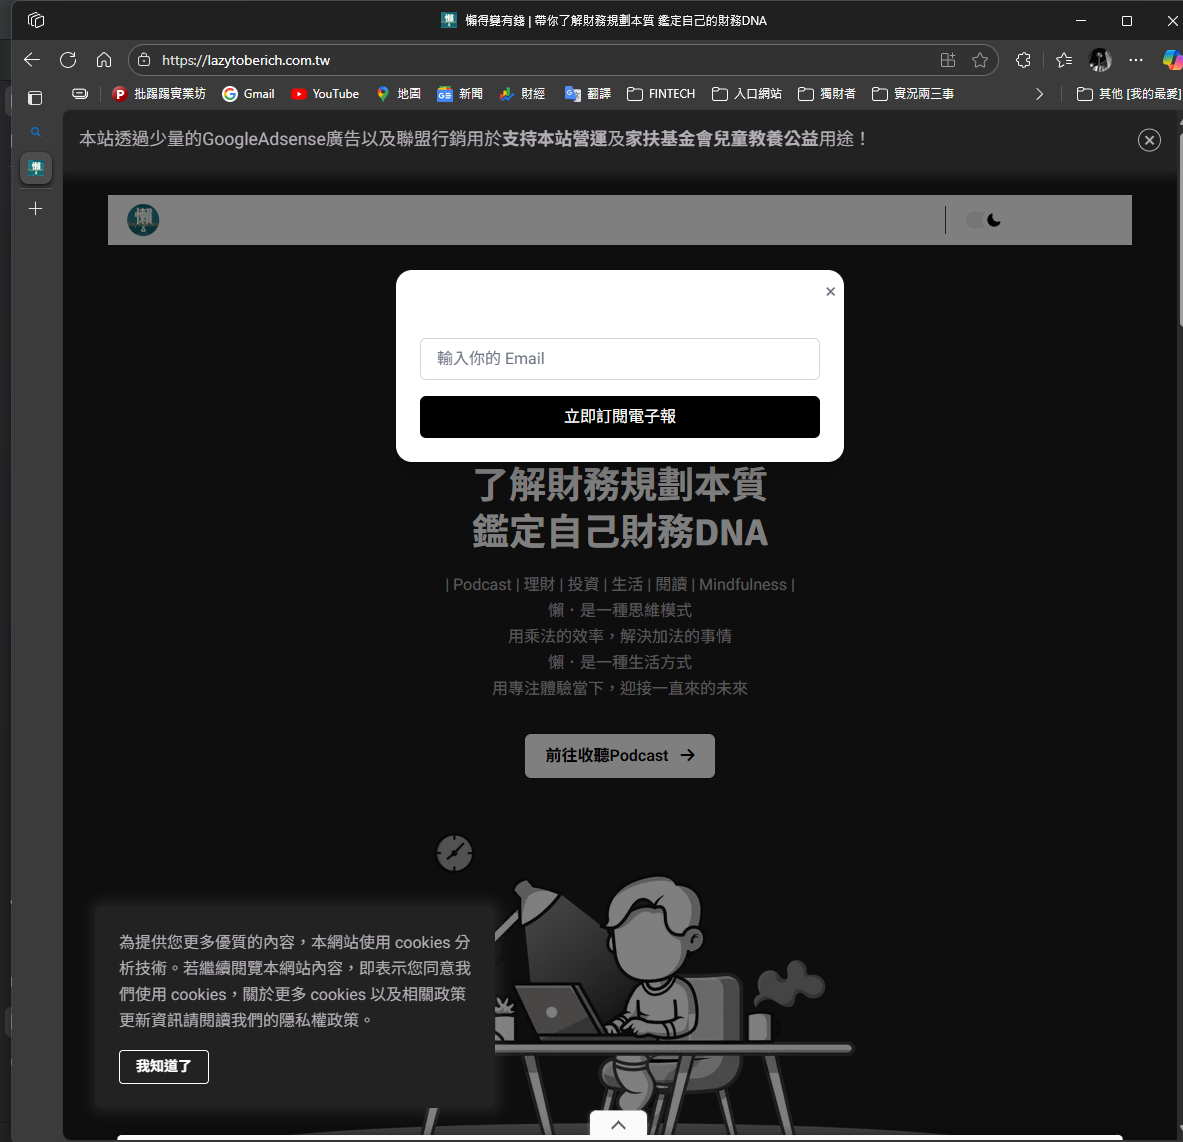 懶得變有錢 | 帶你了解財務規劃本質 鑑定自己的財務DNA
https://lazytoberich.com.tw
批踢踢實業坊
Gmail
YouTube
地圖
新聞
財經
翻譯
FINTECH
入口網站
獨財者
實況兩三事
其他 [我的最愛]
本站透過少量的GoogleAdsense廣告以及聯盟行銷用於支持本站營運及家扶基金會兒童教養公益用途！
懶
輸入你的 Email
立即訂閱電子報
了解財務規劃本質
鑑定自己財務DNA
| Podcast | 理財 | 投資 | 生活 | 閱讀 | Mindfulness |
懶．是一種思維模式
用乘法的效率，解決加法的事情
懶．是一種生活方式
用專注體驗當下，迎接一直來的未來
前往收聽Podcast →
為提供您更多優質的內容，本網站使用 cookies 分
析技術。若繼續閱覽本網站內容，即表示您同意我
們使用 cookies，關於更多 cookies 以及相關政策
更新資訊請閱讀我們的隱私權政策。
我知道了